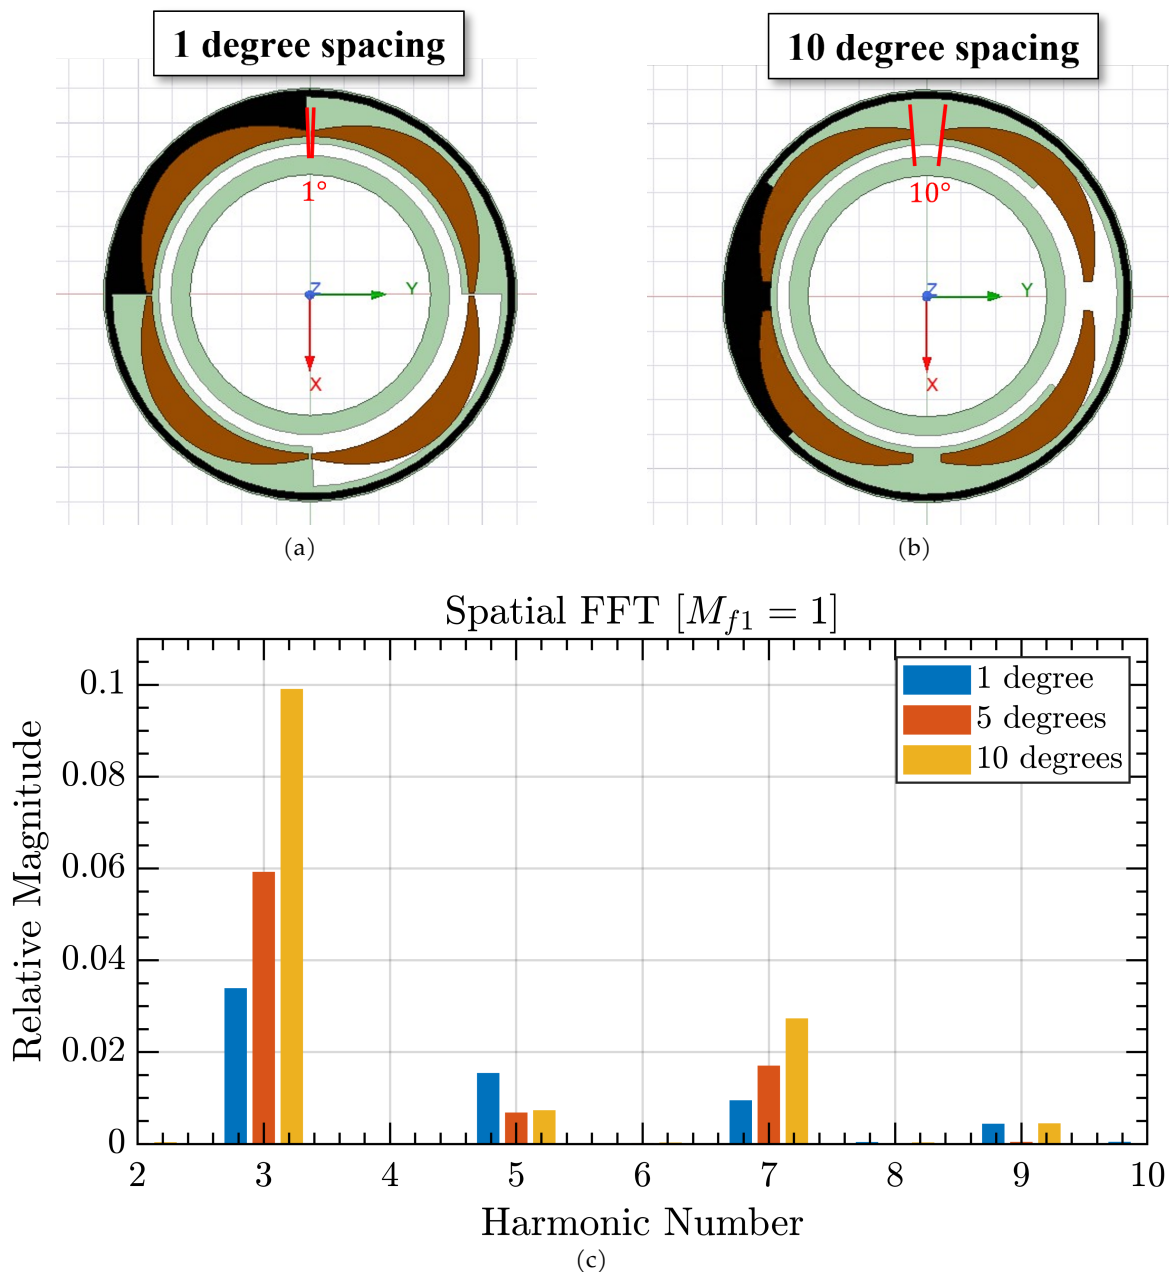 1 degree spacing
10 degree spacing
1°
10°
Z
Y
X
Z
Y
X
(a)
(b)
Spatial FFT [M_{f1} = 1]
1 degree
5 degrees
10 degrees
Relative Magnitude
0.1
0.08
0.06
0.04
0.02
0
2 3 4 5 6 7 8 9 10
Harmonic Number
(c)